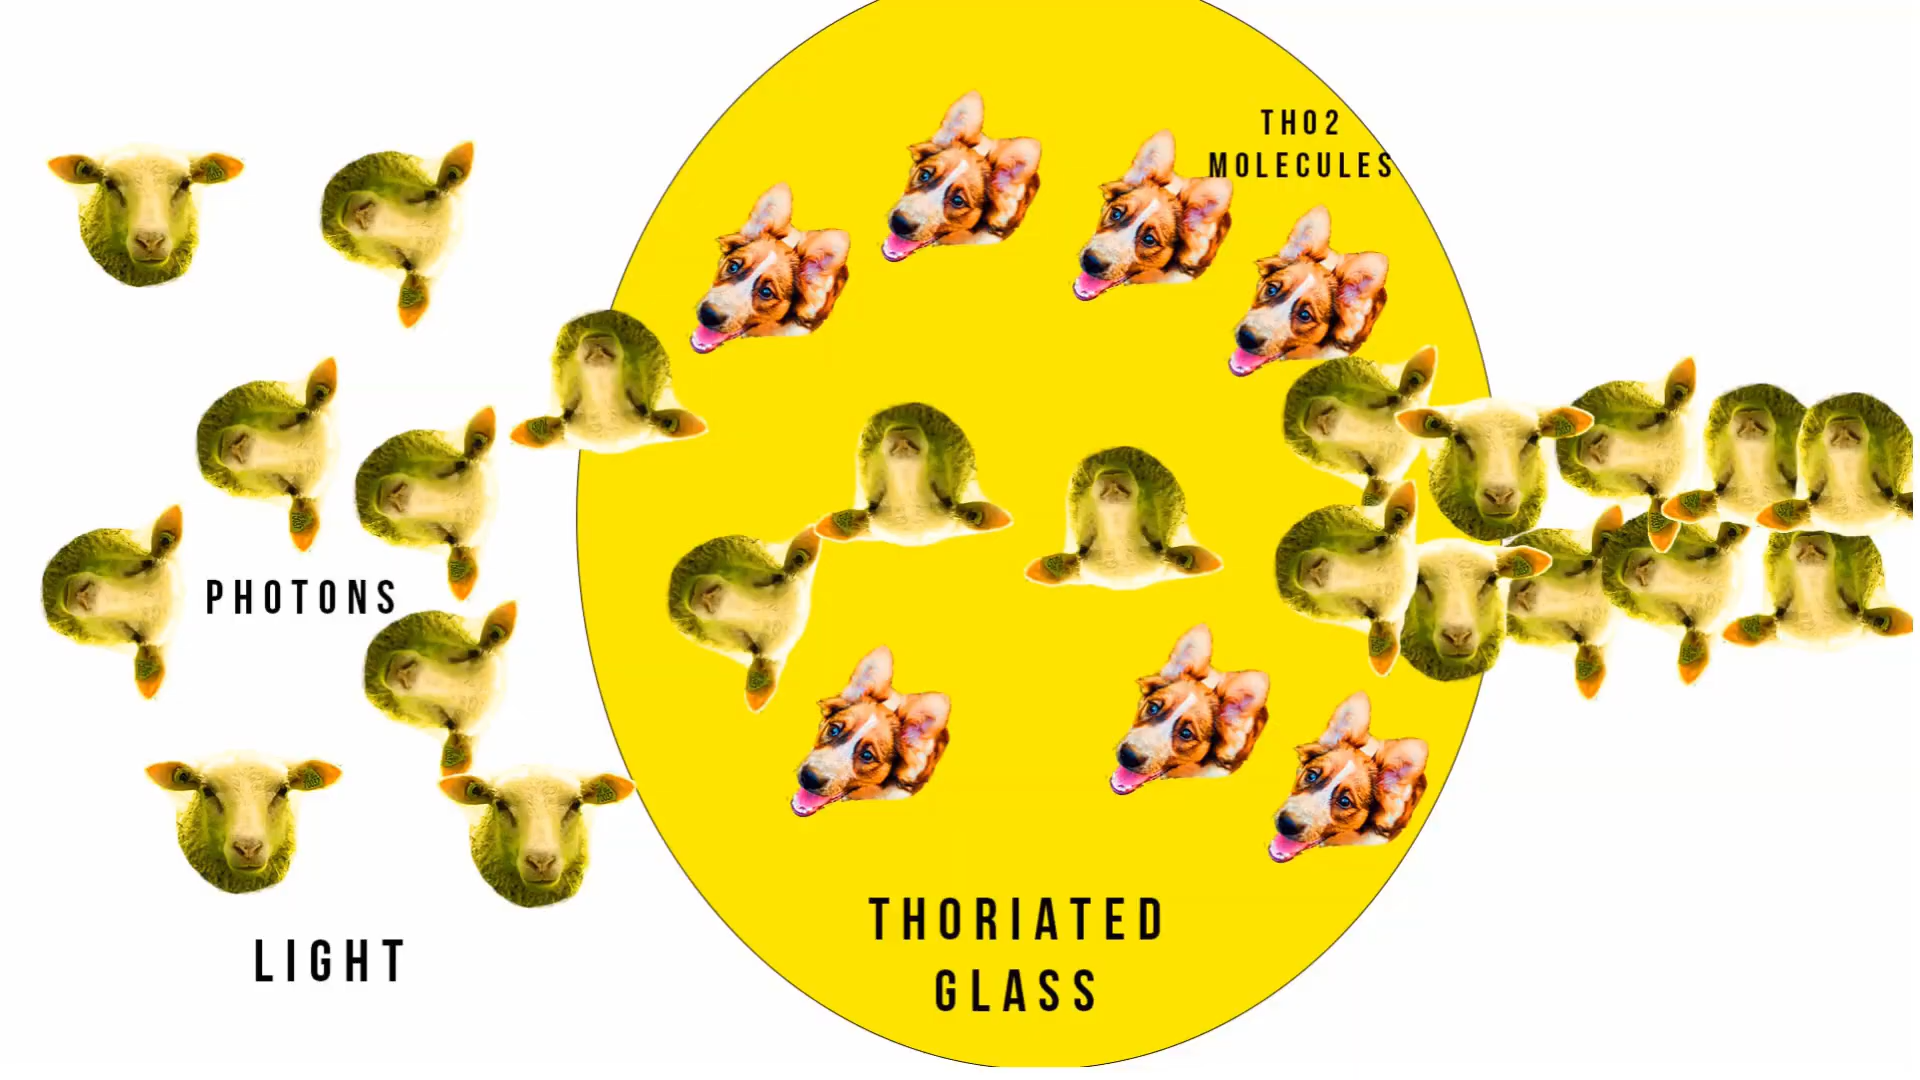 THO2
MOLECULES
PHOTONS
LIGHT
THORIATED
GLASS